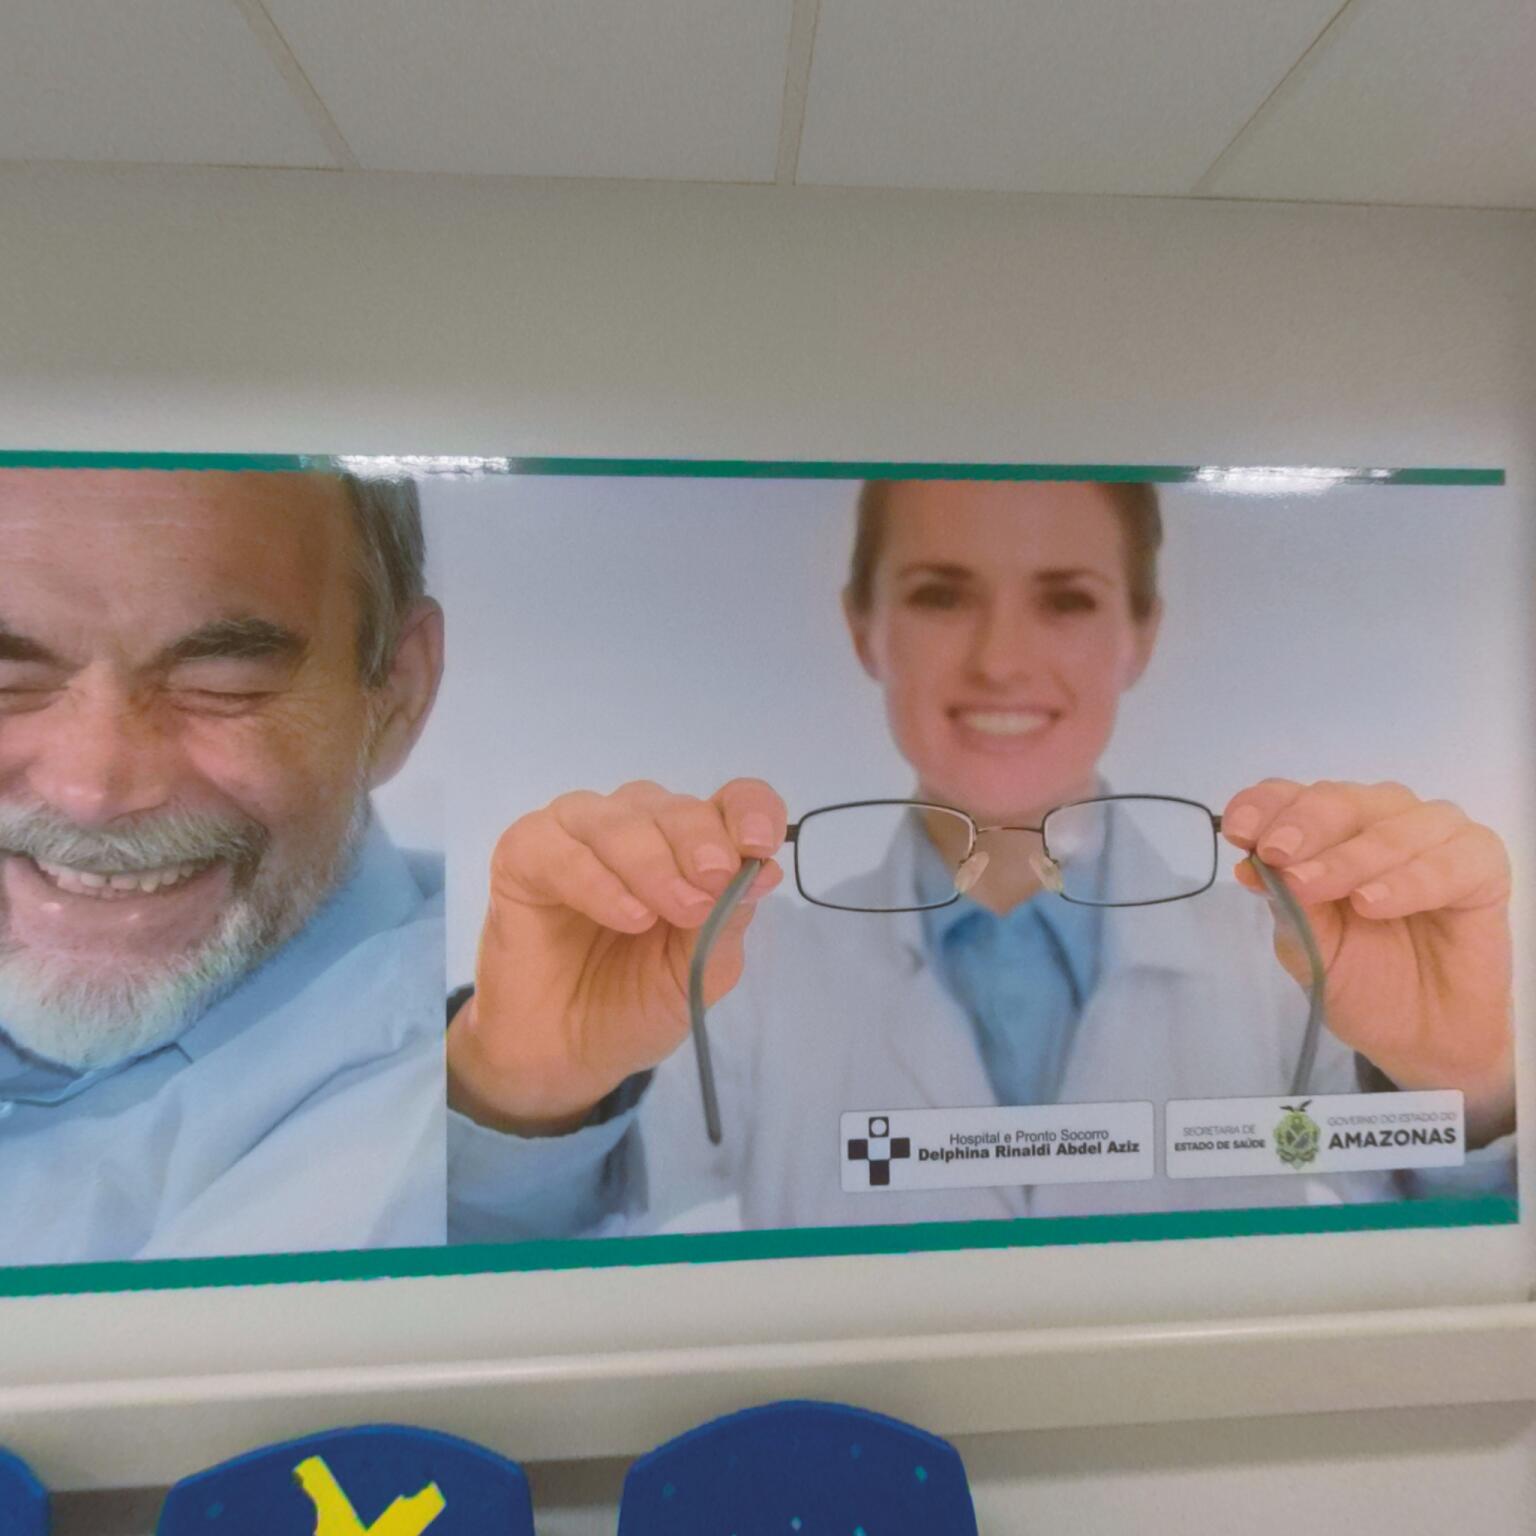 Hospital e Pronto Socorro
Delphina Rinaldi Abdel Aziz
SECRETARIA DE
ESTADO DE SAÚDE
GOVERNO DO ESTADO DO
AMAZONAS